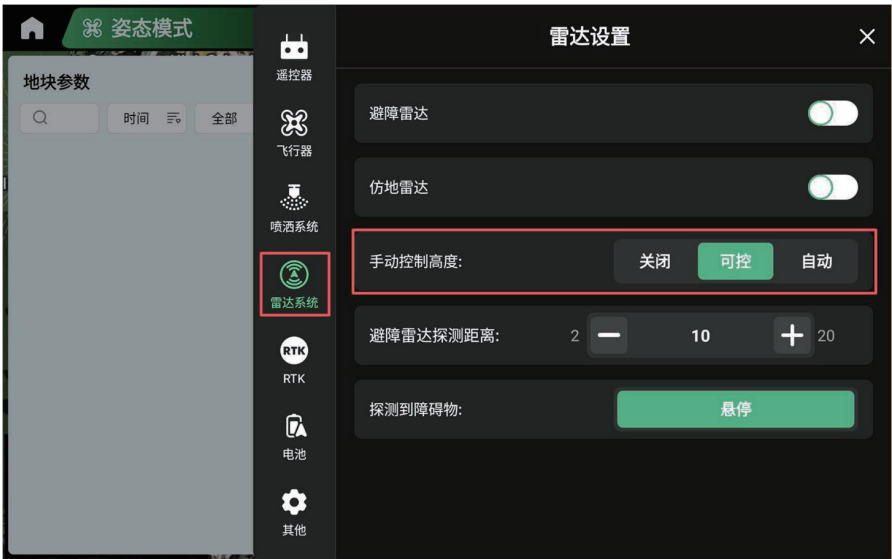 姿态模式
地块参数
时间
全部
遥控器
飞行器
喷洒系统
雷达系统
RTK
RTK
电池
其他
雷达设置
避障雷达
仿地雷达
手动控制高度: 关闭 可控 自动
避障雷达探测距离: 2 10 20
探测到障碍物: 悬停